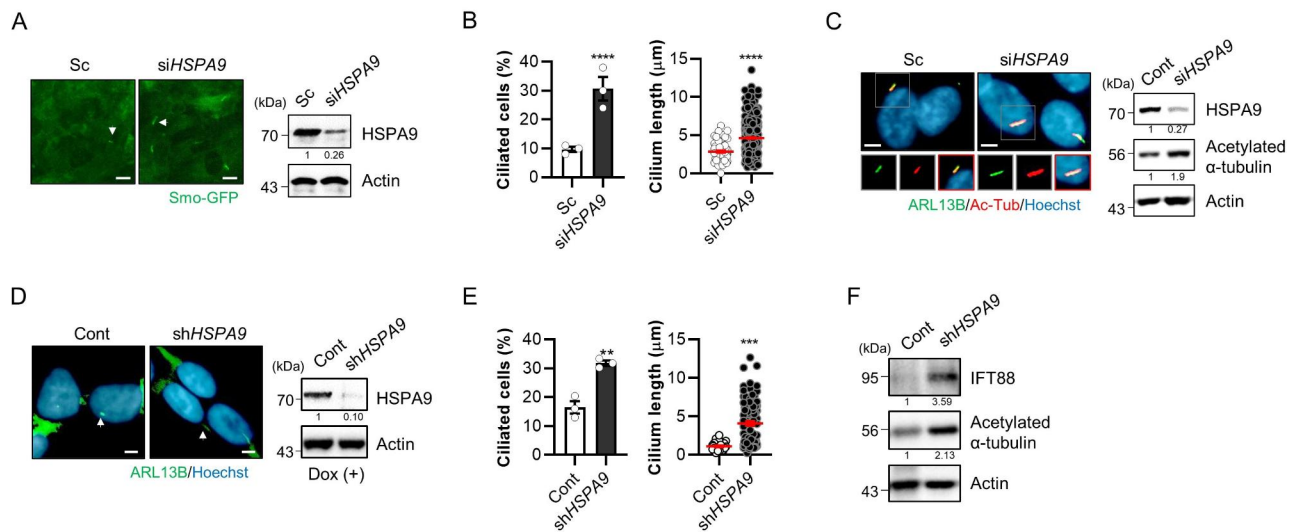 A
Sc
siHSPA9
Smo-GFP
(kDa)
Sc
siHSPA9
70
HSPA9
1
0.26
43
Actin
B
Ciliated cells (%)
40
30
20
10
0
****
Sc
siHSPA9
Cilium length (μm)
15
10
5
0
****
Sc
siHSPA9
C
Sc
siHSPA9
ARL13B/Ac-Tub/Hoechst
(kDa)
Cont
siHSPA9
70
HSPA9
1
0.27
56
Acetylated
α-tubulin
1
1.9
43
Actin
D
Cont
shHSPA9
ARL13B/Hoechst
(kDa)
Cont
shHSPA9
70
HSPA9
1
0.10
43
Actin
Dox (+)
E
Ciliated cells (%)
40
30
20
10
0
**
Cont
shHSPA9
Cilium length (μm)
15
10
5
0
***
Cont
shHSPA9
F
(kDa)
Cont
shHSPA9
95
IFT88
1
3.59
56
Acetylated
α-tubulin
1
2.13
43
Actin